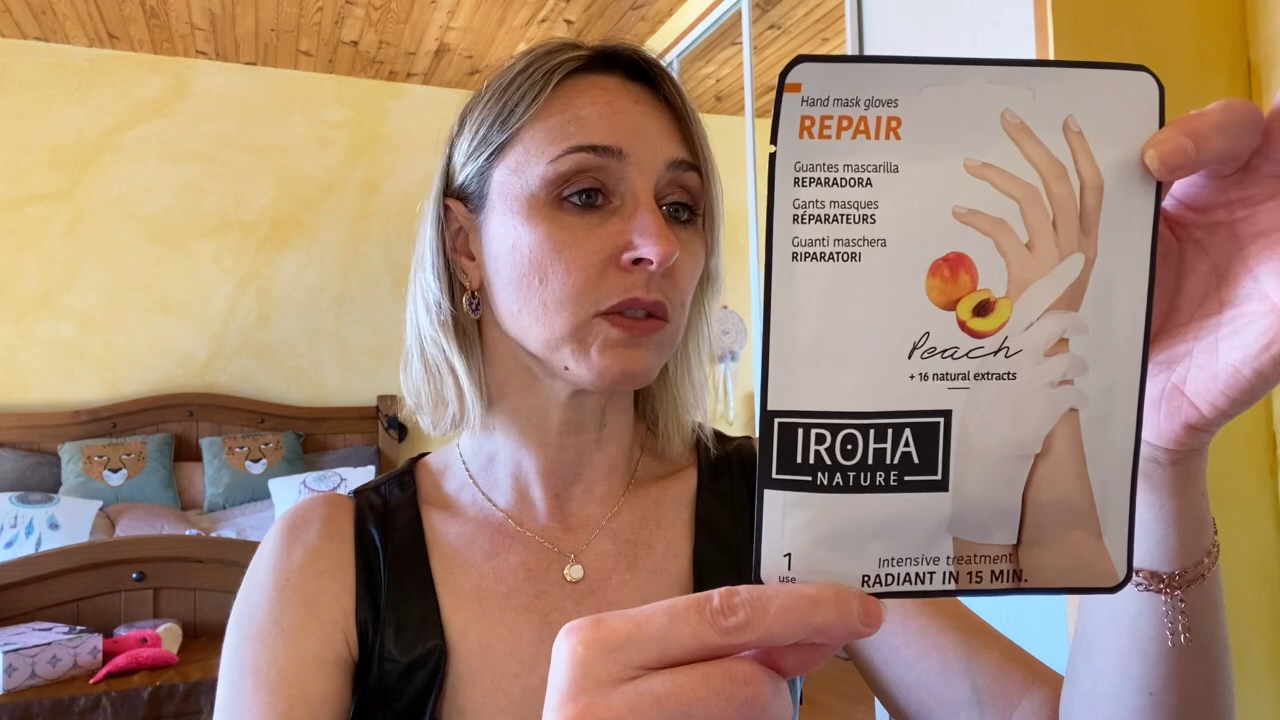 Hand mask gloves
REPAIR
Guantes mascarilla
REPARADORA
Gants masques
RÉPARATEURS
Guanti maschera
RIPARATORI
Peach
+ 16 natural extracts
IROHA
NATURE
1
use
Intensive treatment
RADIANT IN 15 MIN.